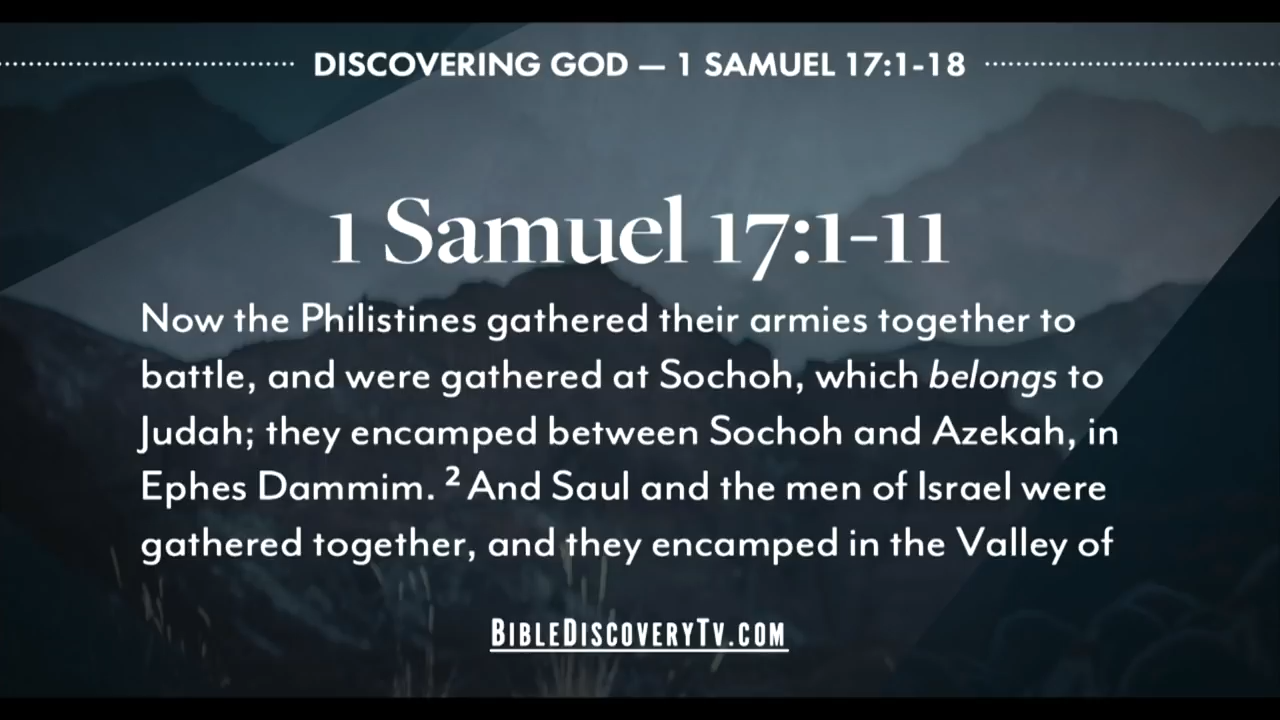 DISCOVERING GOD — 1 SAMUEL 17:1-18
1 Samuel 17:1-11
Now the Philistines gathered their armies together to
battle, and were gathered at Sochoh, which belongs to
Judah; they encamped between Sochoh and Azekah, in
Ephes Dammim. ² And Saul and the men of Israel were
gathered together, and they encamped in the Valley of
BIBLEDISCOVERYTV.COM